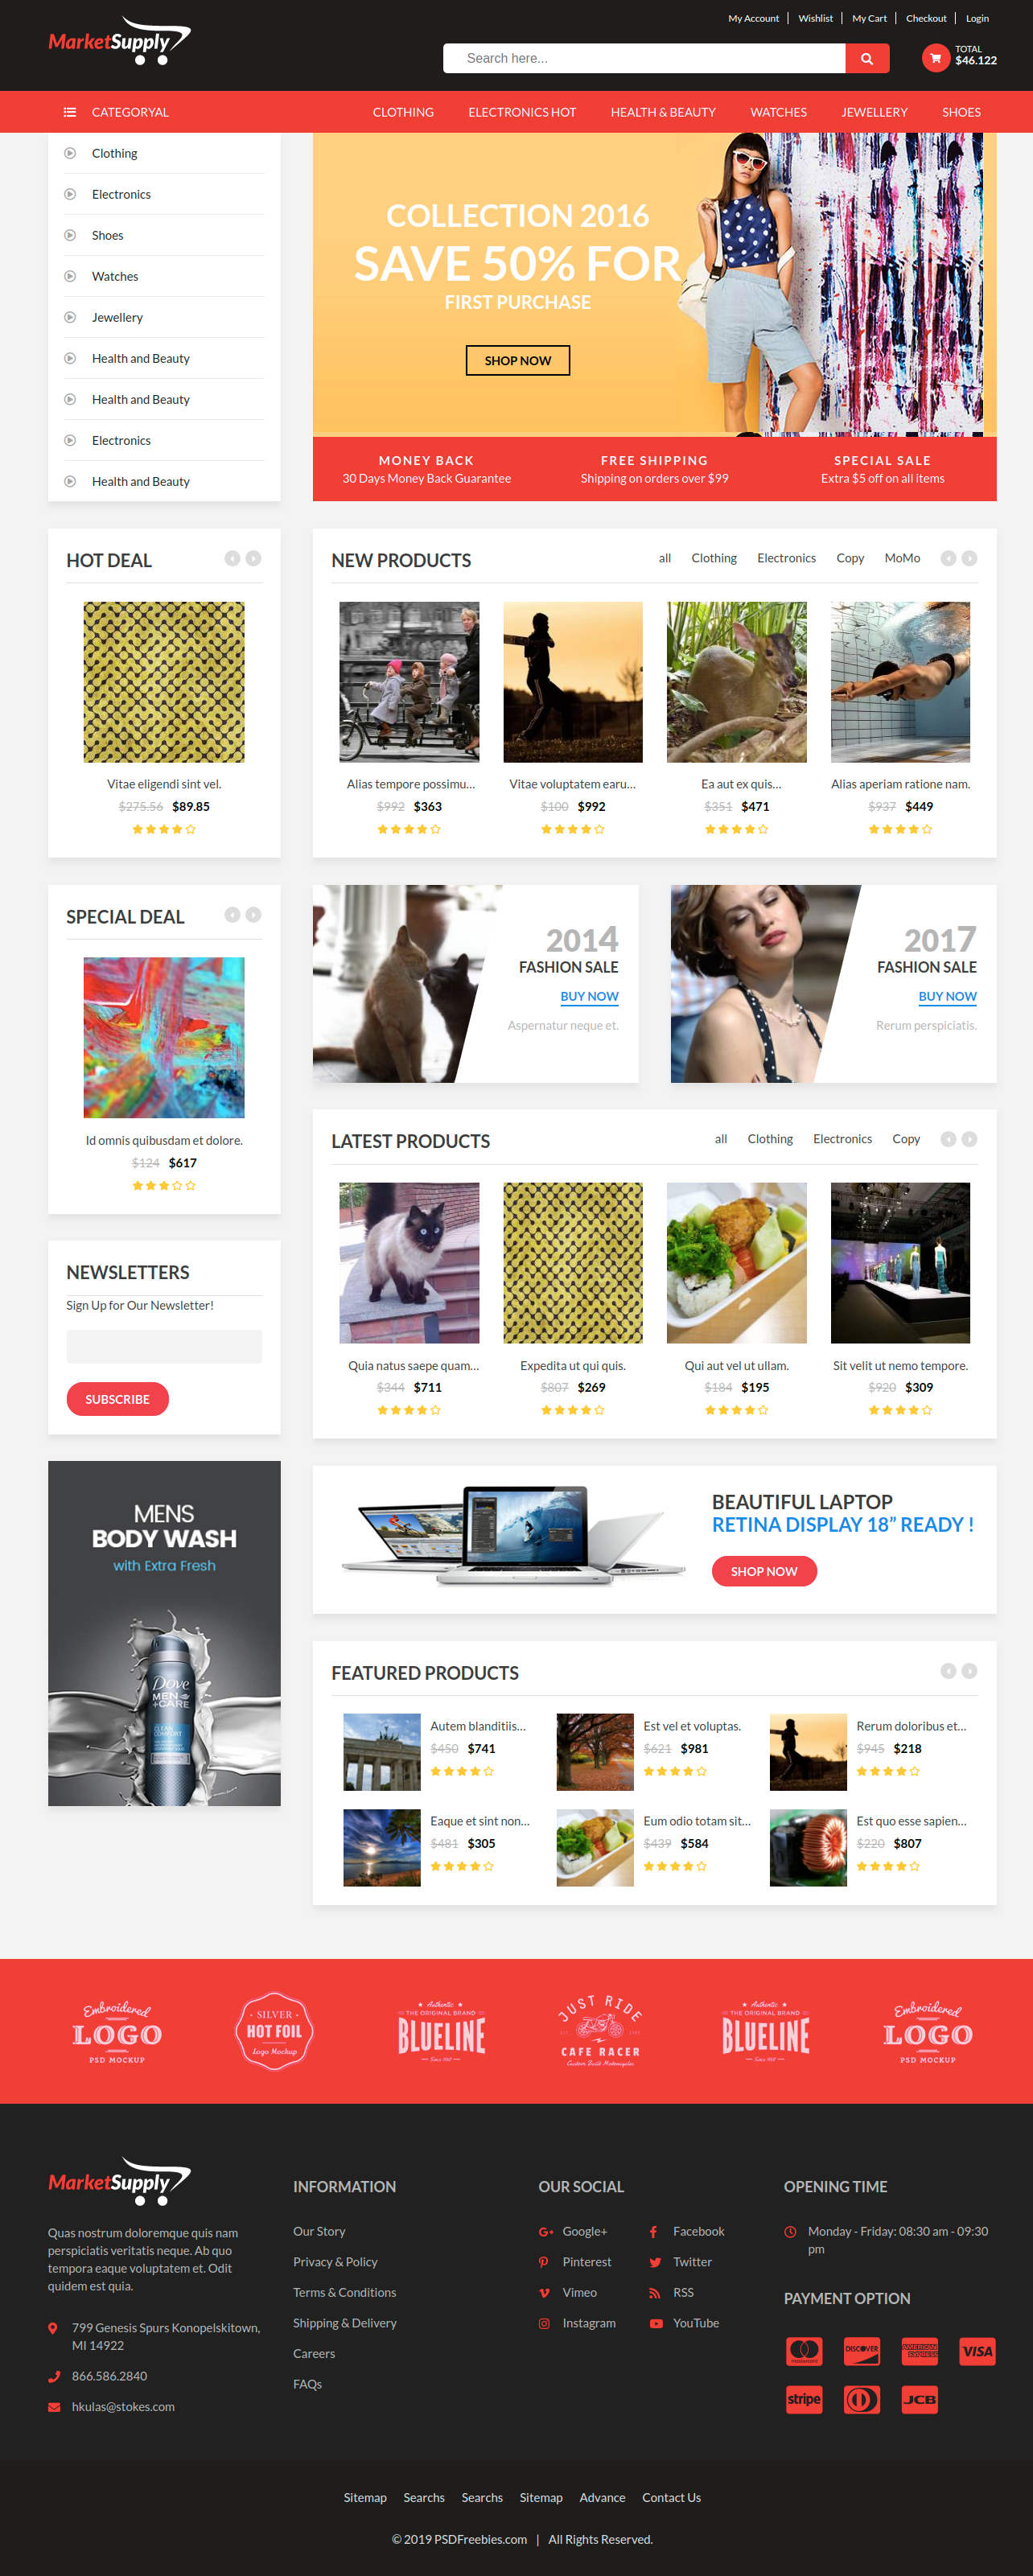 My Account
Wishlist
My Cart
Checkout
Login
MarketSupply
Search here...
TOTAL
$46.122
CATEGORYAL
CLOTHING
ELECTRONICS HOT
HEALTH & BEAUTY
WATCHES
JEWELLERY
SHOES
Clothing
Electronics
Shoes
Watches
Jewellery
Health and Beauty
Health and Beauty
Electronics
Health and Beauty
COLLECTION 2016
SAVE 50% FOR
FIRST PURCHASE
SHOP NOW
MONEY BACK
30 Days Money Back Guarantee
FREE SHIPPING
Shipping on orders over $99
SPECIAL SALE
Extra $5 off on all items
HOT DEAL
Vitae eligendi sint vel.
$275.56 $89.85
NEW PRODUCTS
all
Clothing
Electronics
Copy
MoMo
Alias tempore possimu...
$992 $363
Vitae voluptatem earu...
$100 $992
Ea aut ex quis...
$351 $471
Alias aperiam ratione nam.
$937 $449
SPECIAL DEAL
Id omnis quibusdam et dolore.
$124 $617
2014
FASHION SALE
BUY NOW
Aspernatur neque et.
2017
FASHION SALE
BUY NOW
Rerum perspiciatis.
LATEST PRODUCTS
all
Clothing
Electronics
Copy
Quia natus saepe quam...
$344 $711
Expedita ut qui quis.
$807 $269
Qui aut vel ut ullam.
$184 $195
Sit velit ut nemo tempore.
$920 $309
NEWSLETTERS
Sign Up for Our Newsletter!
SUBSCRIBE
MENS
BODY WASH
with Extra Fresh
Dove
MEN
+CARE
CLEAN
COMFORT
BEAUTIFUL LAPTOP
RETINA DISPLAY 18” READY !
SHOP NOW
FEATURED PRODUCTS
Autem blanditiis...
$450 $741
Est vel et voluptas.
$621 $981
Rerum doloribus et...
$945 $218
Eaque et sint non...
$481 $305
Eum odio totam sit...
$439 $584
Est quo esse sapien...
$220 $807
Embroidered
LOGO
PSD MOCKUP
SILVER
HOT FOIL
Logo Mockup
Authentic
THE ORIGINAL BRAND
BLUELINE
JUST RIDE
CAFE RACER
Custom Built Motorcycles
Authentic
THE ORIGINAL BRAND
BLUELINE
Embroidered
LOGO
PSD MOCKUP
MarketSupply
Quas nostrum doloremque quis nam
perspiciatis veritatis neque. Ab quo
tempora eaque voluptatem et. Odit
quidem est quia.
799 Genesis Spurs Konopelskitown,
MI 14922
866.586.2840
hkulas@stokes.com
INFORMATION
Our Story
Privacy & Policy
Terms & Conditions
Shipping & Delivery
Careers
FAQs
OUR SOCIAL
Google+
Facebook
Pinterest
Twitter
Vimeo
RSS
Instagram
YouTube
OPENING TIME
Monday - Friday: 08:30 am - 09:30
pm
PAYMENT OPTION
mastercard
DISCOVER
AMERICAN
EXPRESS
VISA
stripe
JCB
Sitemap
Searchs
Searchs
Sitemap
Advance
Contact Us
© 2019 PSDFreebies.com | All Rights Reserved.